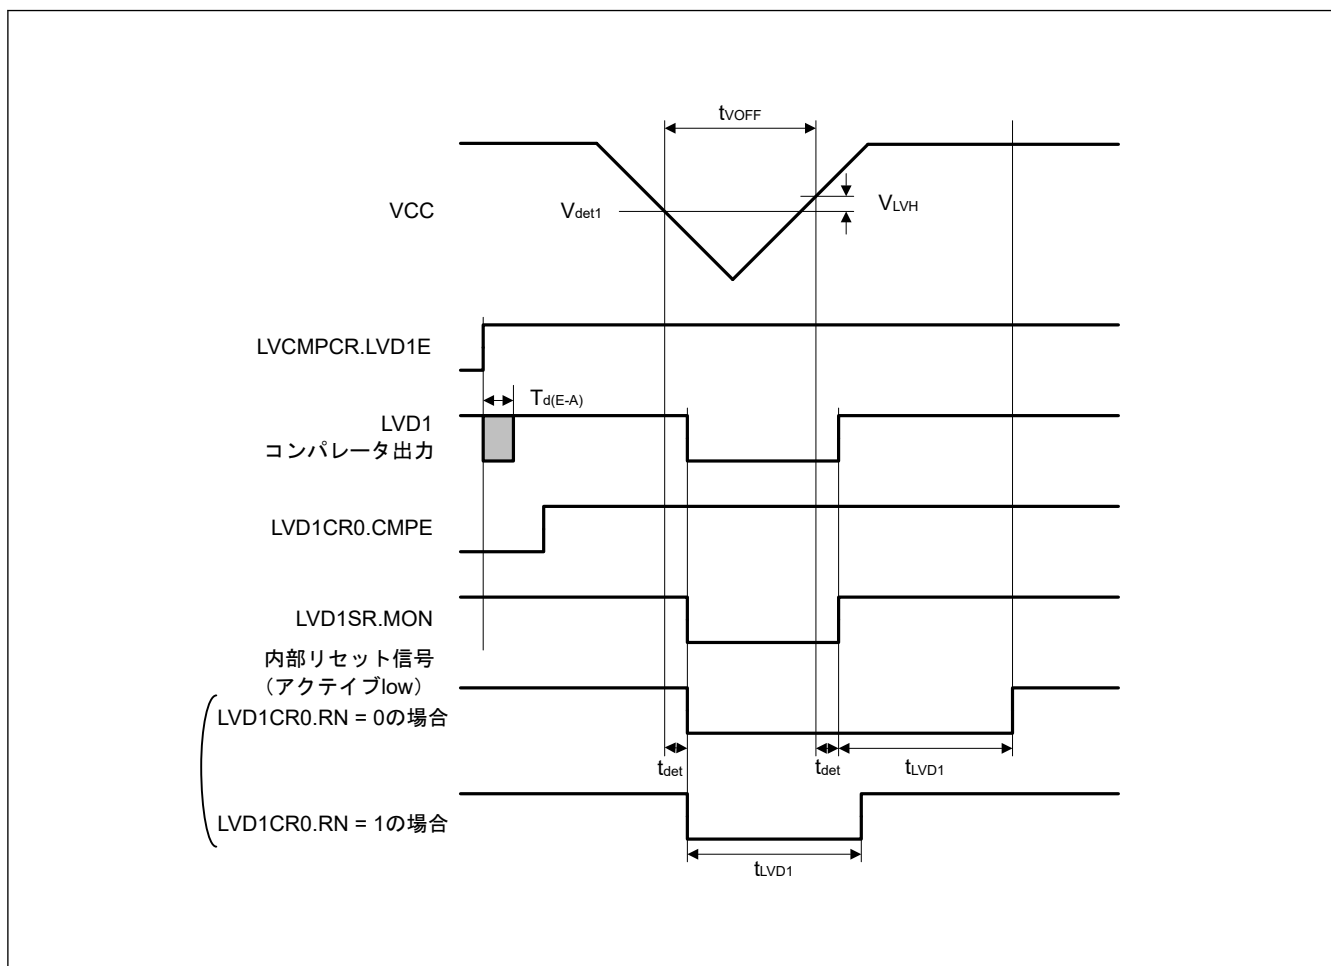 tVOFF
VCC
Vdet1
VLVH
LVCMPCR.LVD1E
Td(E-A)
LVD1
コンパレータ出力
LVD1CR0.CMPE
LVD1SR.MON
内部リセット信号
（アクテイブlow）
LVD1CR0.RN = 0の場合
tdet
tdet
tLVD1
LVD1CR0.RN = 1の場合
tLVD1